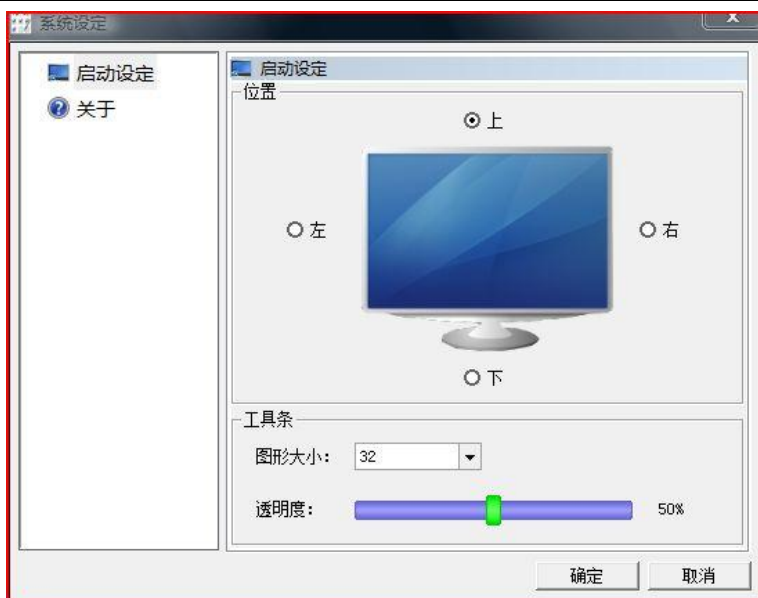 系统设定
启动设定
关于
启动设定
位置
上
左
右
下
工具条
图形大小： 32
透明度： 50%
确定 取消